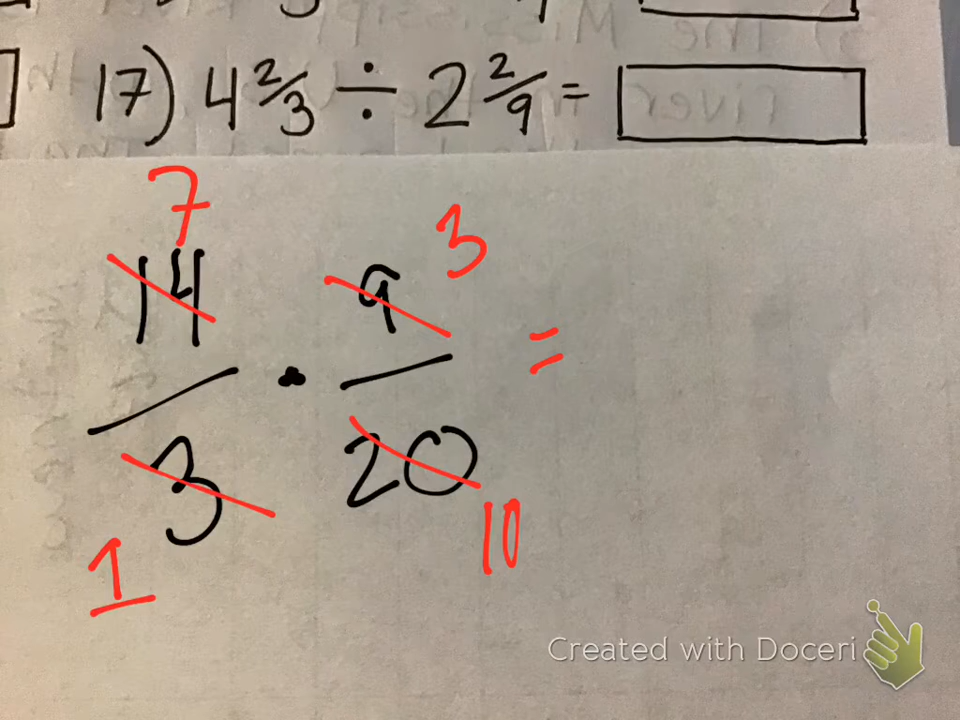 17) 4 2/3 ÷ 2 2/9 =
7 3
14/3 • 9/20 =
1 10
Created with Doceri